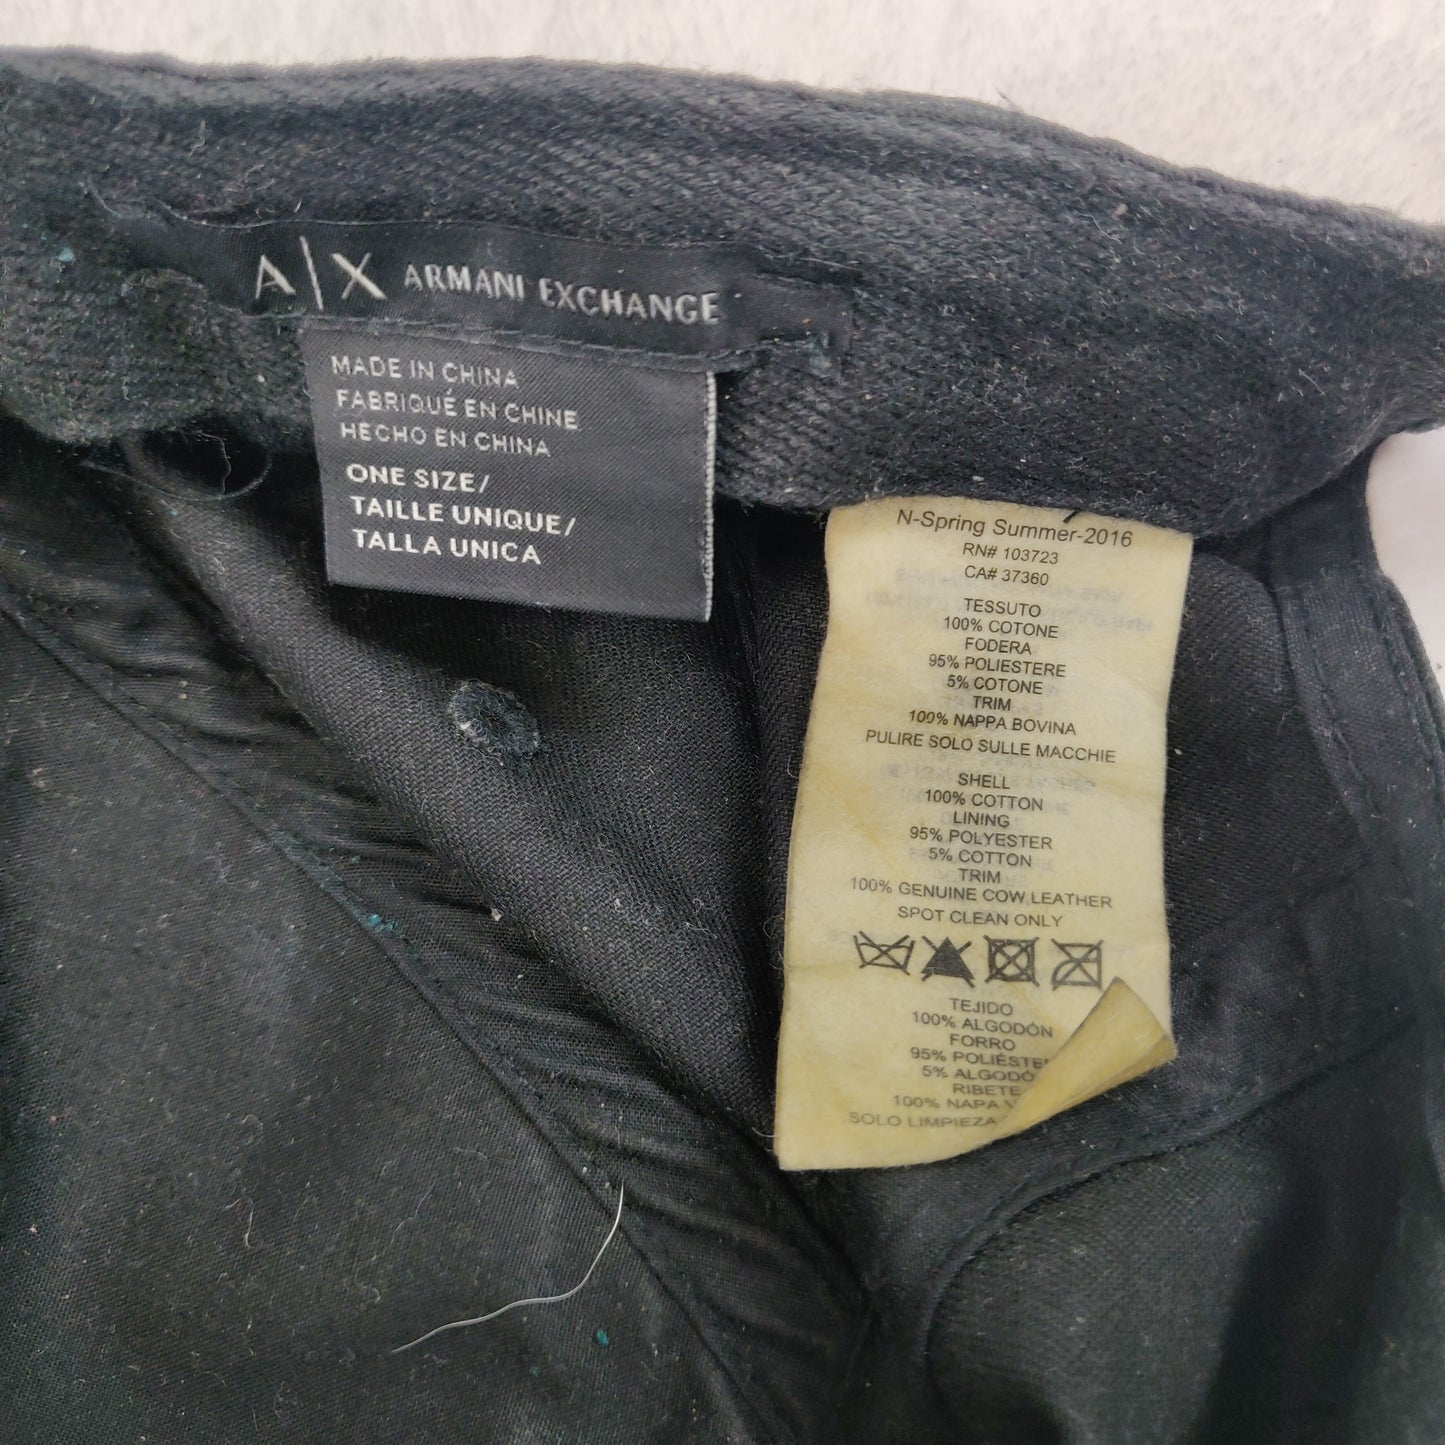 A|X ARMANI EXCHANGE
MADE IN CHINA
FABRIQUÉ EN CHINE
HECHO EN CHINA
ONE SIZE/
TAILLE UNIQUE/
TALLA UNICA
N-Spring Summer-2016
RN# 103723
CA# 37360
TESSUTO
100% COTONE
FODERA
95% POLIESTERE
5% COTONE
TRIM
100% NAPPA BOVINA
PULIRE SOLO SULLE MACCHIE
SHELL
100% COTTON
LINING
95% POLYESTER
5% COTTON
TRIM
100% GENUINE COW LEATHER
SPOT CLEAN ONLY
TEJIDO
100% ALGODÓN
FORRO
95% POLIÉSTE
5% ALGODÓ
RIBETE
100% NAPA
SOLO LIMPIEZA